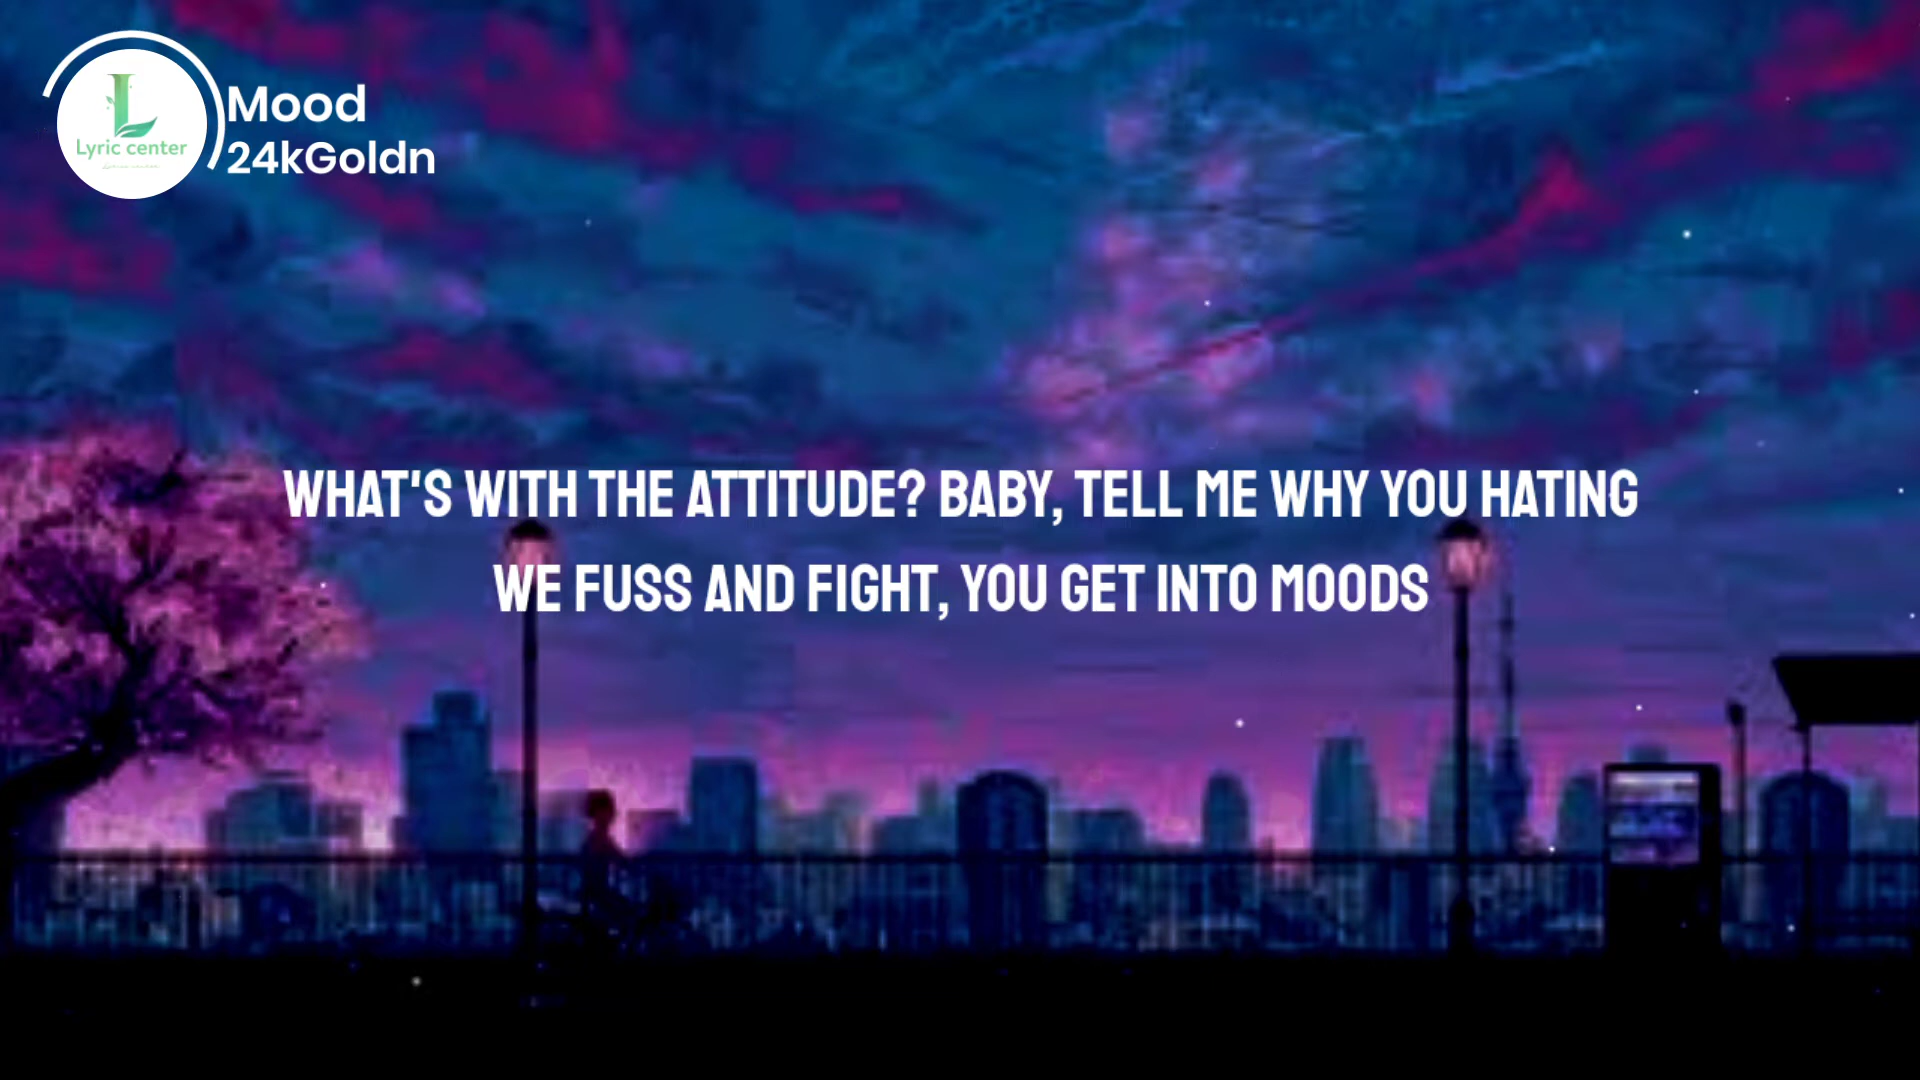 L
Lyric center
Mood
24kGoldn
WHAT'S WITH THE ATTITUDE? BABY, TELL ME WHY YOU HATING
WE FUSS AND FIGHT, YOU GET INTO MOODS